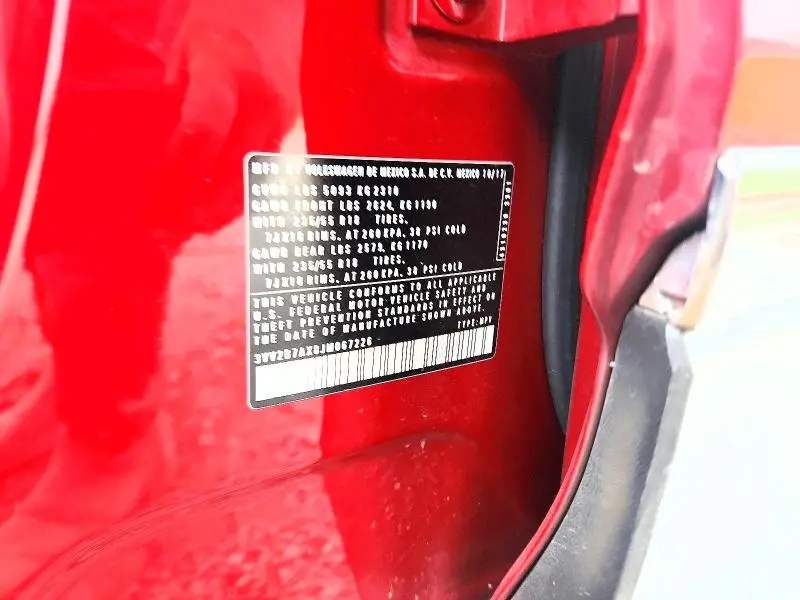 MFD BY VOLKSWAGEN DE MEXICO S.A. DE C.V. MEXICO 10/17
GVWR LBS 5093 KG 2310
GAWR FRONT LBS 2624, KG 1190
WITH 235/55 R18 TIRES.
7JX18 RIMS, AT 260 KPA, 38 PSI COLD
GAWR REAR LBS 2579, KG 1170
WITH 235/55 R18 TIRES.
7JX18 RIMS, AT 260 KPA, 38 PSI COLD
THIS VEHICLE CONFORMS TO ALL APPLICABLE
U.S. FEDERAL MOTOR VEHICLE SAFETY AND
THEFT PREVENTION STANDARDS IN EFFECT ON
THE DATE OF MANUFACTURE SHOWN ABOVE.
TYPE: MPV
3VV2B7AX8JM067226